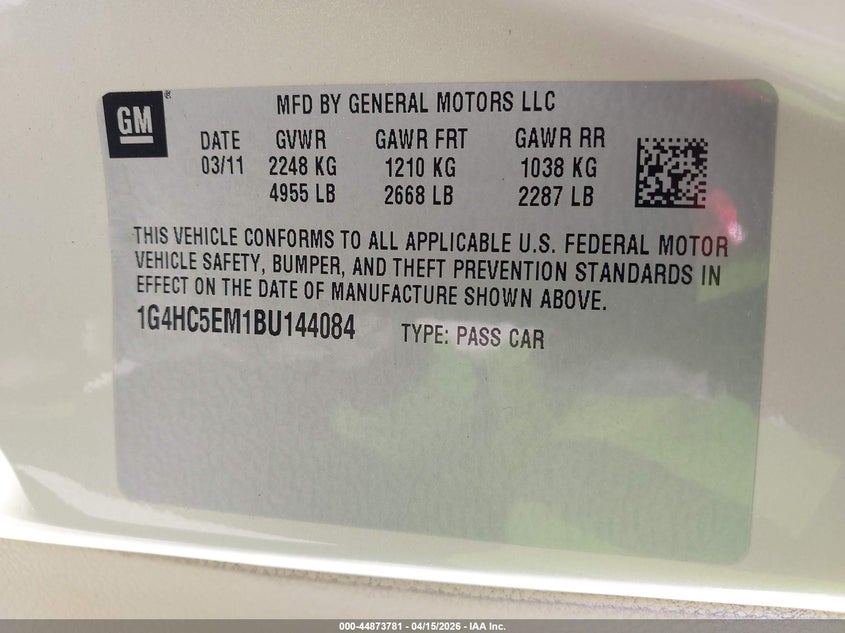 GM®
MFD BY GENERAL MOTORS LLC
DATE GVWR GAWR FRT GAWR RR
03/11 2248 KG 1210 KG 1038 KG
4955 LB 2668 LB 2287 LB
THIS VEHICLE CONFORMS TO ALL APPLICABLE U.S. FEDERAL MOTOR
VEHICLE SAFETY, BUMPER, AND THEFT PREVENTION STANDARDS IN
EFFECT ON THE DATE OF MANUFACTURE SHOWN ABOVE.
1G4HC5EM1BU144084 TYPE: PASS CAR
000-44873781 - 04/15/2026 - IAA Inc.